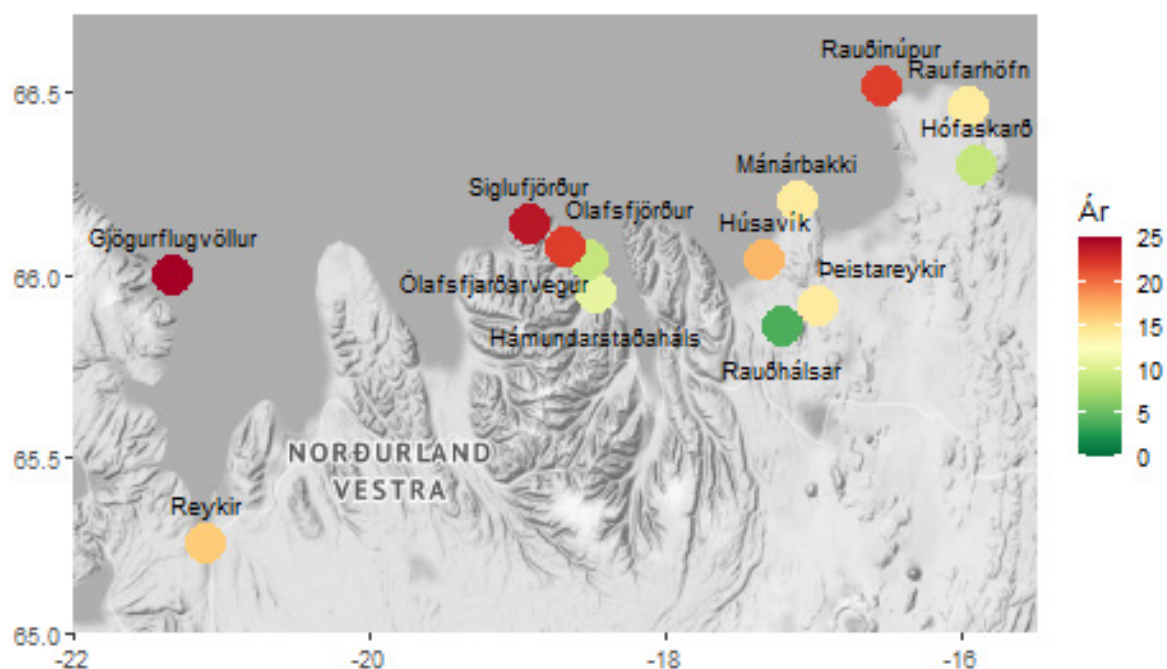 Rauðinúpur
Raufarhöfn
66.5
Hófaskarð
Mánárbakki
Siglufjörður
Ólafsfjörður
Húsavík
Ár
Gjögurflugvöllur
25
66.0
Þeistareykir
20
Ólafsfjarðarvegur
15
Hámundarstaðaháls
10
Rauðhálsar
5
65.5
NORÐURLAND
VESTRA
0
Reykir
65.0
-22
-20
-18
-16